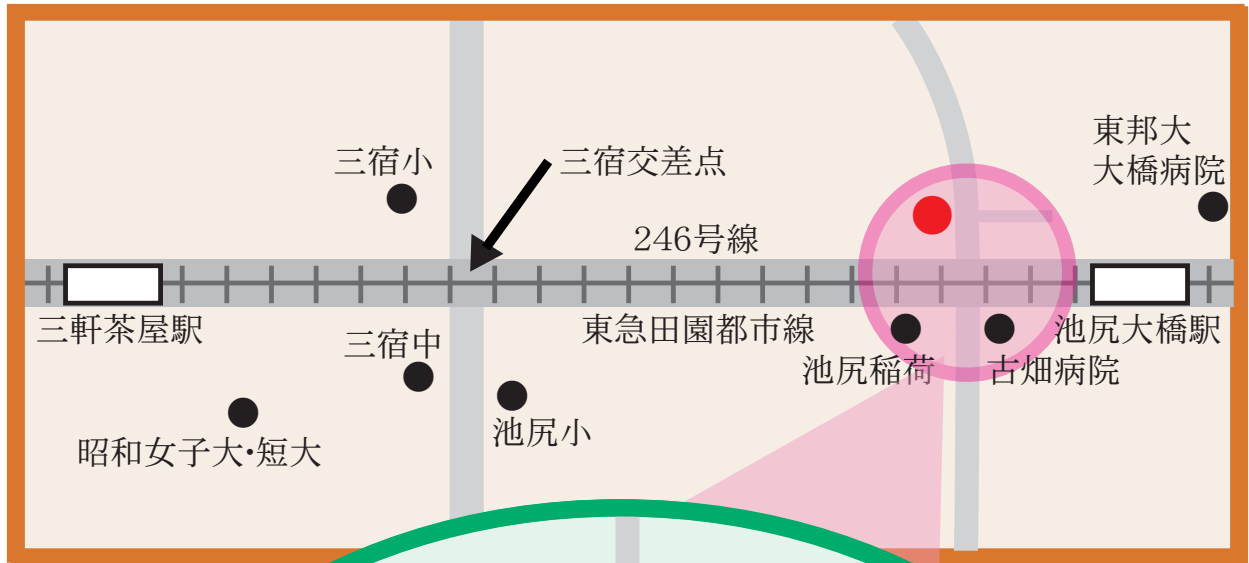 東邦大
大橋病院
三宿小
三宿交差点
246号線
三軒茶屋駅
三宿中
東急田園都市線
池尻大橋駅
池尻稲荷
古畑病院
池尻小
昭和女子大・短大